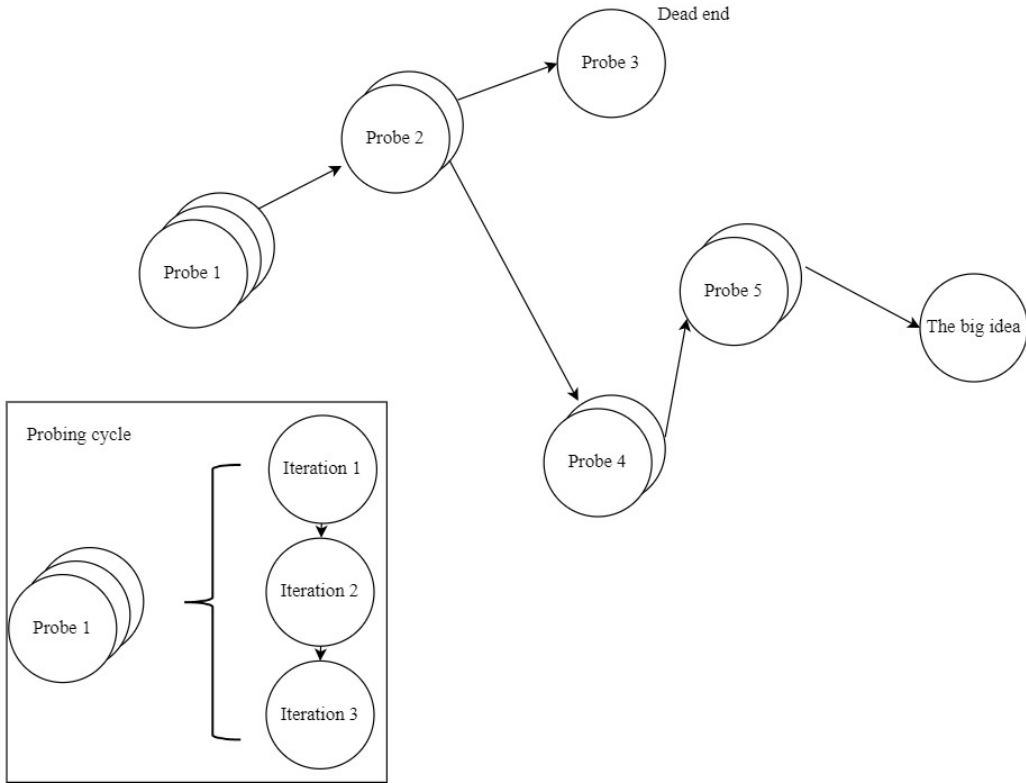 Dead end
Probe 3
Probe 2
Probe 1
Probe 5
The big idea
Probe 4
Probing cycle
Iteration 1
Iteration 2
Probe 1
Iteration 3